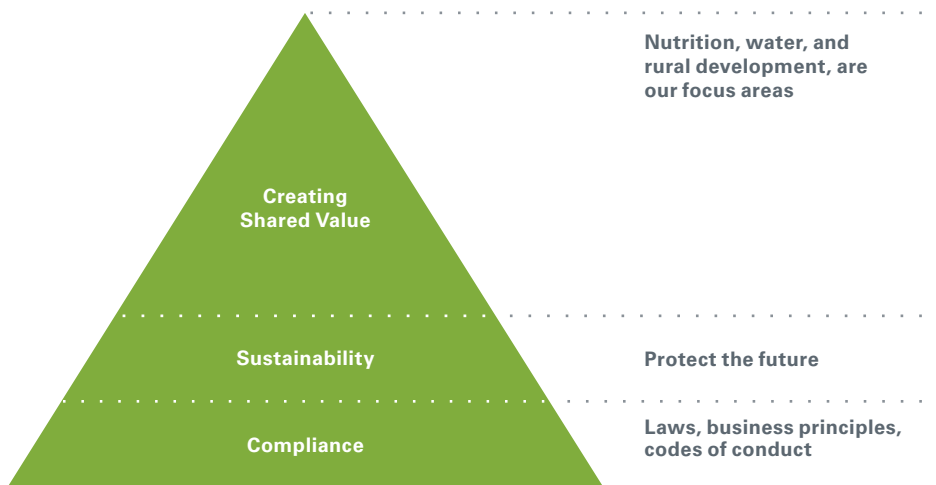 Nutrition, water, and
rural development, are
our focus areas
Creating
Shared Value
Sustainability
Protect the future
Compliance
Laws, business principles,
codes of conduct